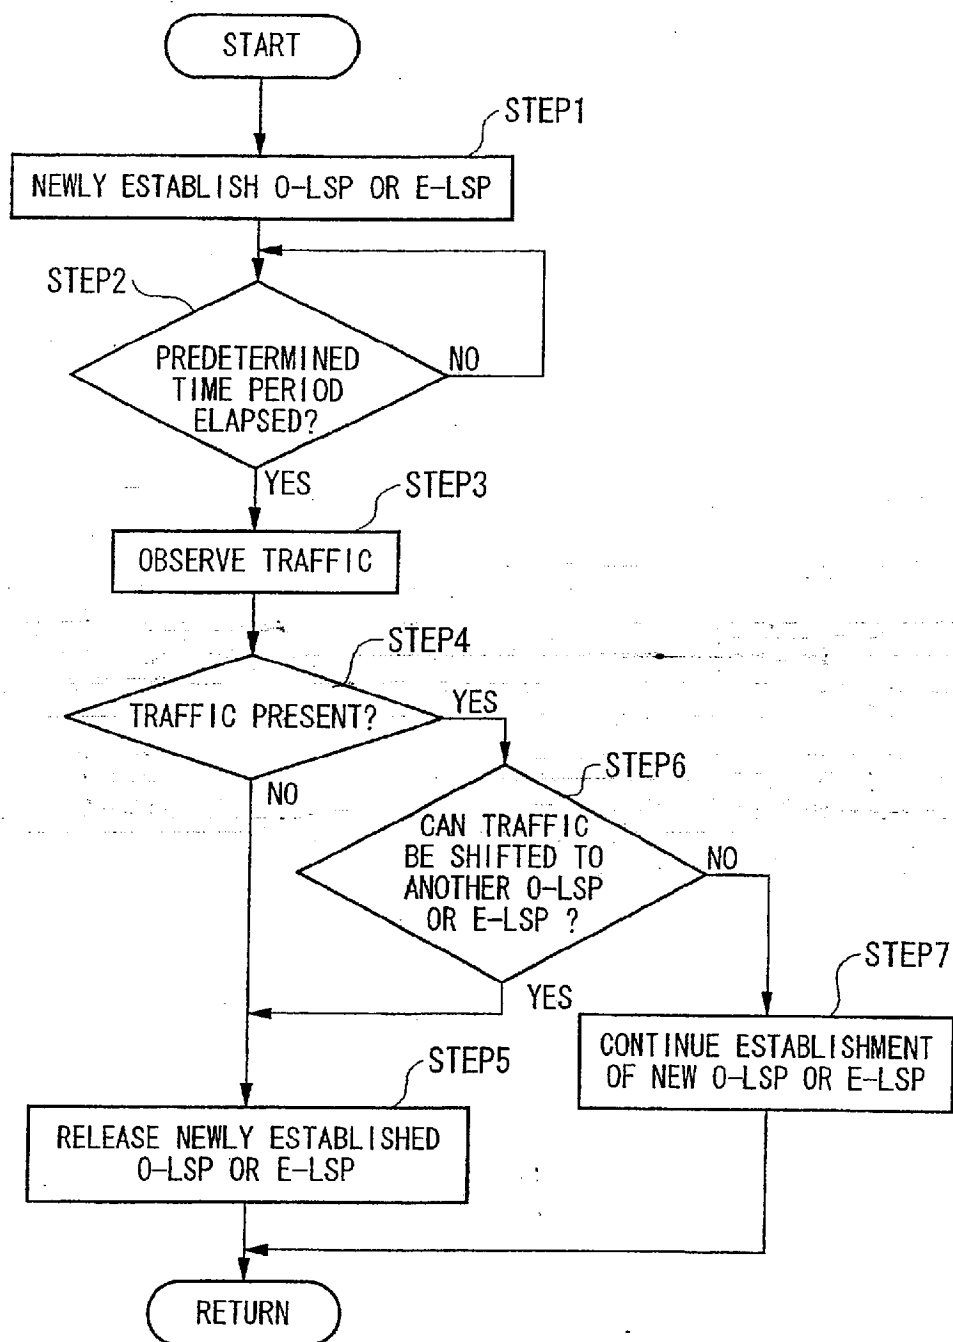 START
STEP1
NEWLY ESTABLISH O-LSP OR E-LSP
STEP2
PREDETERMINED
TIME PERIOD
ELAPSED?
NO
YES
STEP3
OBSERVE TRAFFIC
STEP4
TRAFFIC PRESENT?
YES
NO
STEP6
CAN TRAFFIC
BE SHIFTED TO
ANOTHER O-LSP
OR E-LSP ?
NO
YES
STEP7
CONTINUE ESTABLISHMENT
OF NEW O-LSP OR E-LSP
STEP5
RELEASE NEWLY ESTABLISHED
O-LSP OR E-LSP
RETURN